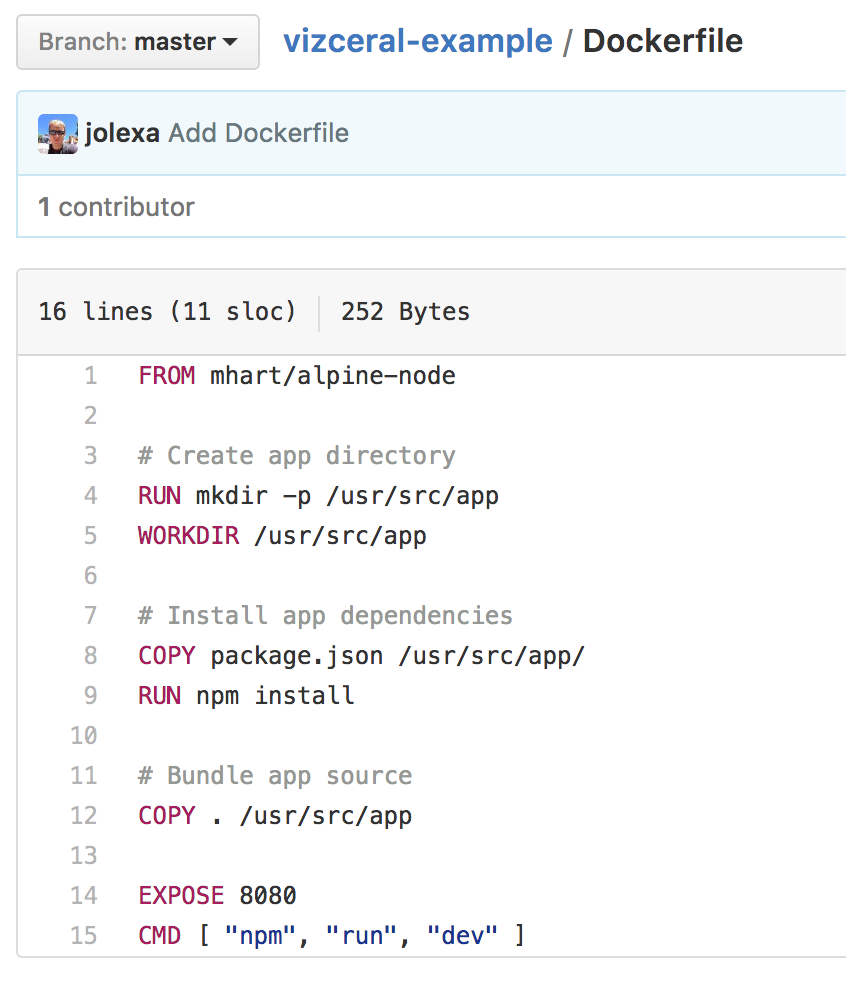 Branch: master vizceral-example / Dockerfile
jolexa Add Dockerfile
1 contributor
16 lines (11 sloc) 252 Bytes
1 FROM mhart/alpine-node
2
3 # Create app directory
4 RUN mkdir -p /usr/src/app
5 WORKDIR /usr/src/app
6
7 # Install app dependencies
8 COPY package.json /usr/src/app/
9 RUN npm install
10
11 # Bundle app source
12 COPY . /usr/src/app
13
14 EXPOSE 8080
15 CMD [ "npm", "run", "dev" ]